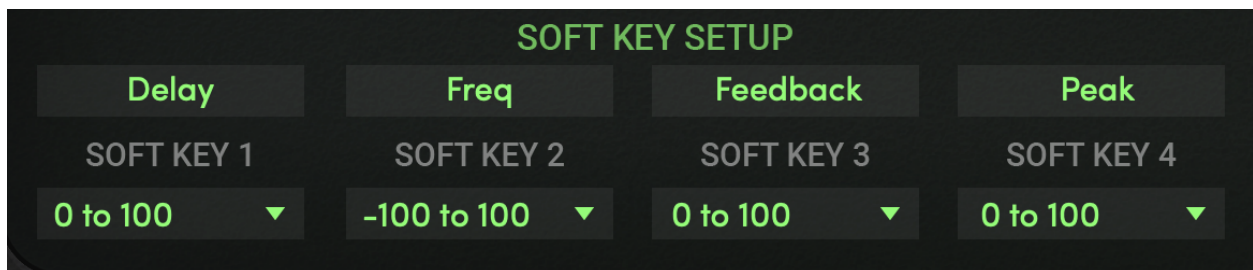 SOFT KEY SETUP
Delay Freq Feedback Peak
SOFT KEY 1 SOFT KEY 2 SOFT KEY 3 SOFT KEY 4
0 to 100 -100 to 100 0 to 100 0 to 100